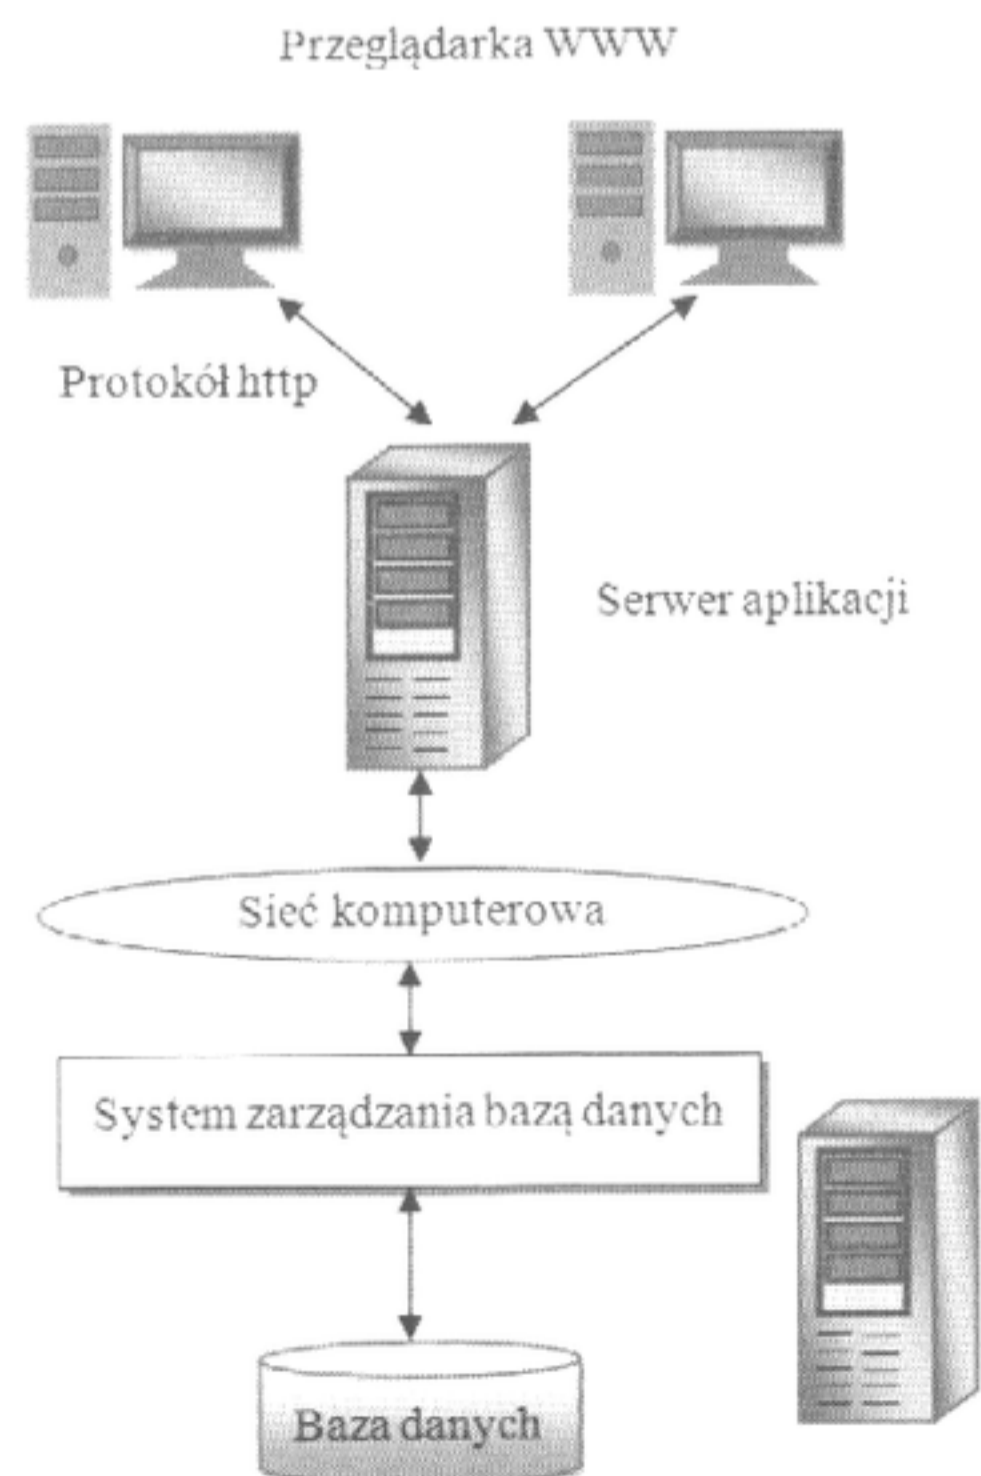 Przeglądarka WWW
Protokół http
Serwer aplikacji
Sieć komputerowa
System zarządzania bazą danych
Baza danych